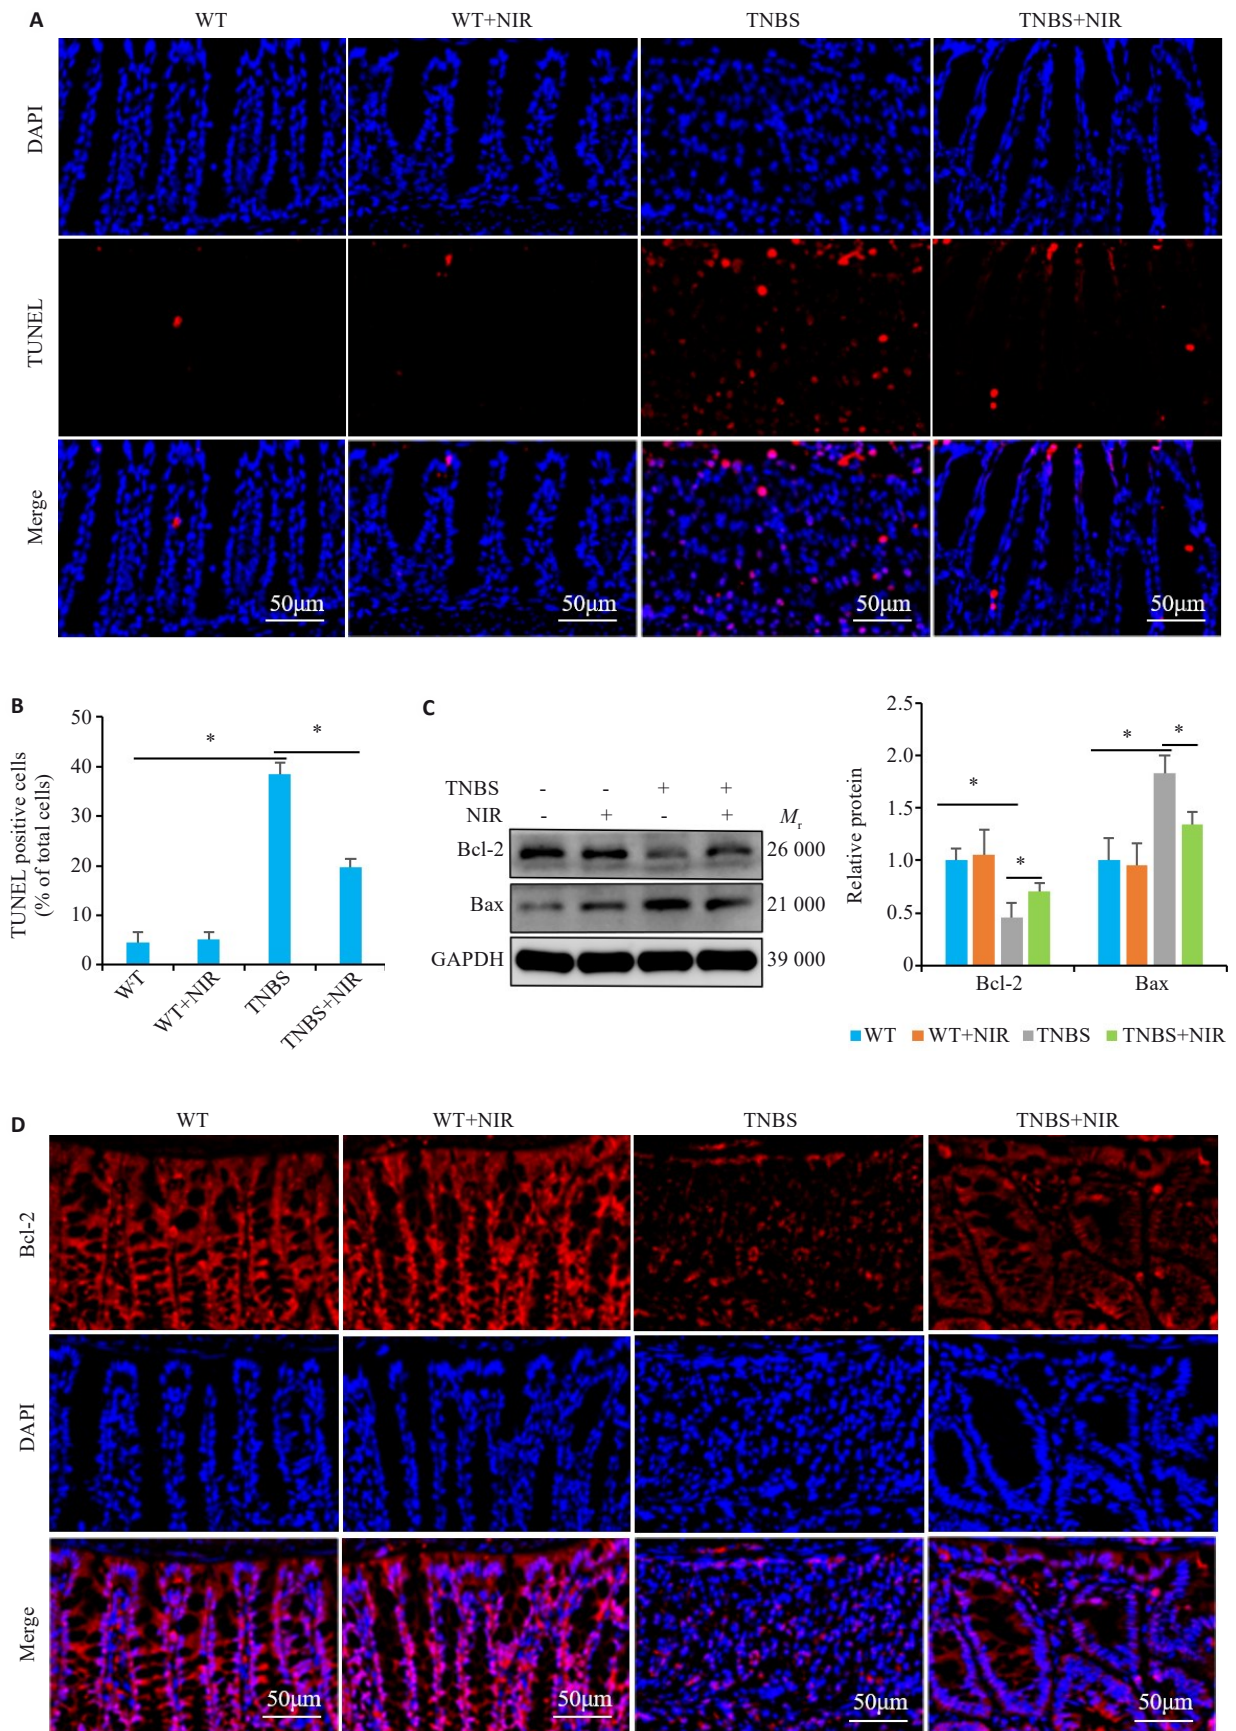 A
WT
WT+NIR
TNBS
TNBS+NIR
DAPI
TUNEL
Merge
50μm
50μm
50μm
50μm
B
TUNEL positive cells
(% of total cells)
50
40
30
20
10
0
*
*
WT
WT+NIR
TNBS
TNBS+NIR
C
TNBS - - + +
NIR - + - + Mr
Bcl-2 26 000
Bax 21 000
GAPDH 39 000
Relative protein
2.5
2.0
1.5
1.0
0.5
0
*
*
*
*
Bcl-2
Bax
WT WT+NIR TNBS TNBS+NIR
D
WT
WT+NIR
TNBS
TNBS+NIR
Bcl-2
DAPI
Merge
50μm
50μm
50μm
50μm